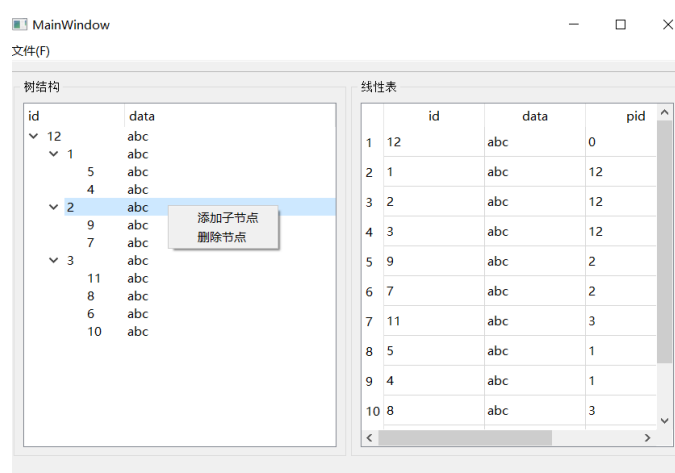 MainWindow
文件(F)
树结构
id data
12 abc
1 abc
5 abc
4 abc
2 abc
9 abc
7 abc
3 abc
11 abc
8 abc
6 abc
10 abc
添加子节点
删除节点
线性表
id data pid
1 12 abc 0
2 1 abc 12
3 2 abc 12
4 3 abc 12
5 9 abc 2
6 7 abc 2
7 11 abc 3
8 5 abc 1
9 4 abc 1
10 8 abc 3